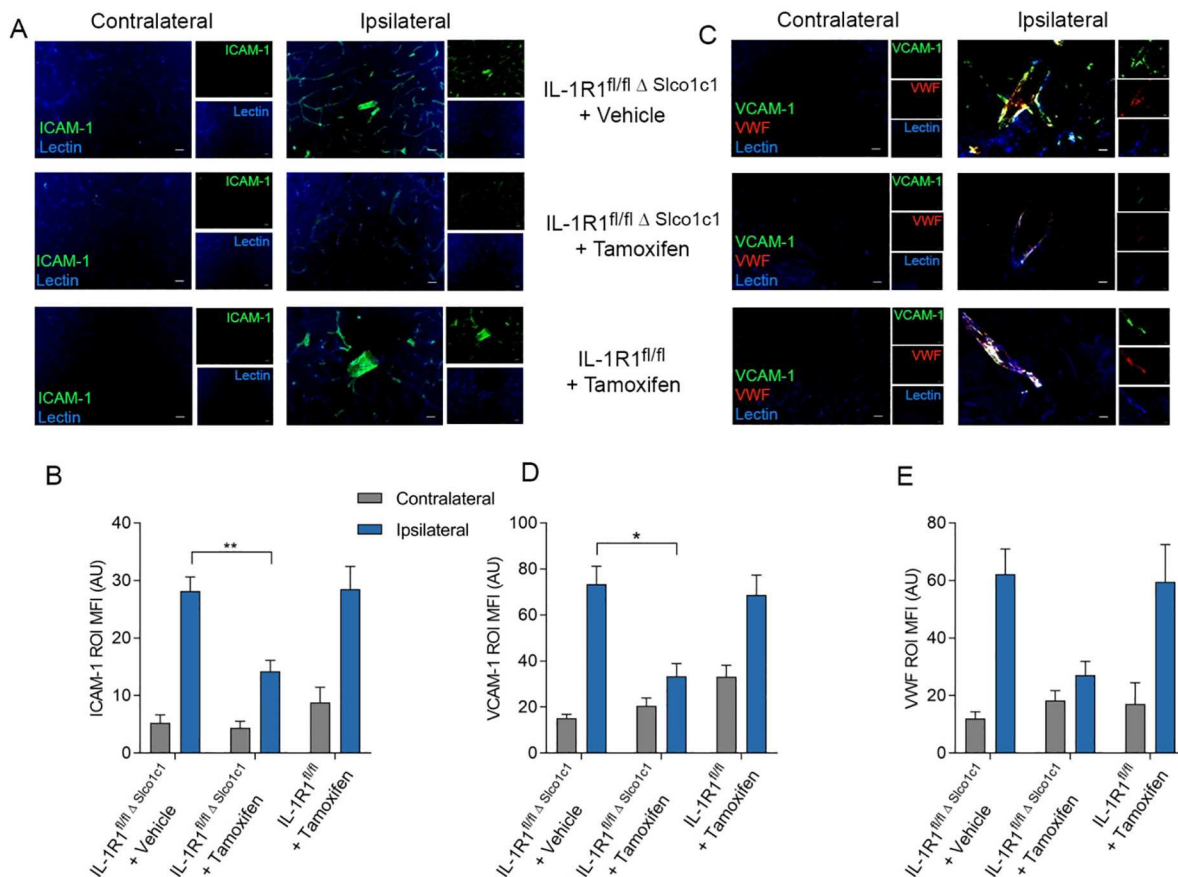 A
Contralateral
Ipsilateral
ICAM-1
Lectin
ICAM-1
Lectin
ICAM-1
Lectin
ICAM-1
Lectin
ICAM-1
Lectin
ICAM-1
Lectin
IL-1R1fl/fl Δ Slco1c1
+ Vehicle
IL-1R1fl/fl Δ Slco1c1
+ Tamoxifen
IL-1R1fl/fl
+ Tamoxifen
C
Contralateral
Ipsilateral
VCAM-1
VWF
Lectin
VCAM-1
VWF
Lectin
VCAM-1
VWF
Lectin
VCAM-1
VWF
Lectin
VCAM-1
VWF
Lectin
VCAM-1
VWF
Lectin
B
Contralateral
Ipsilateral
ICAM-1 ROI MFI (AU)
40
30
20
10
0
**
IL-1R1fl/fl Δ Slco1c1
+ Vehicle
IL-1R1fl/fl Δ Slco1c1
+ Tamoxifen
IL-1R1fl/fl
+ Tamoxifen
D
VCAM-1 ROI MFI (AU)
100
80
60
40
20
0
*
IL-1R1fl/fl Δ Slco1c1
+ Vehicle
IL-1R1fl/fl Δ Slco1c1
+ Tamoxifen
IL-1R1fl/fl
+ Tamoxifen
E
VWF ROI MFI (AU)
80
60
40
20
0
IL-1R1fl/fl Δ Slco1c1
+ Vehicle
IL-1R1fl/fl Δ Slco1c1
+ Tamoxifen
IL-1R1fl/fl
+ Tamoxifen